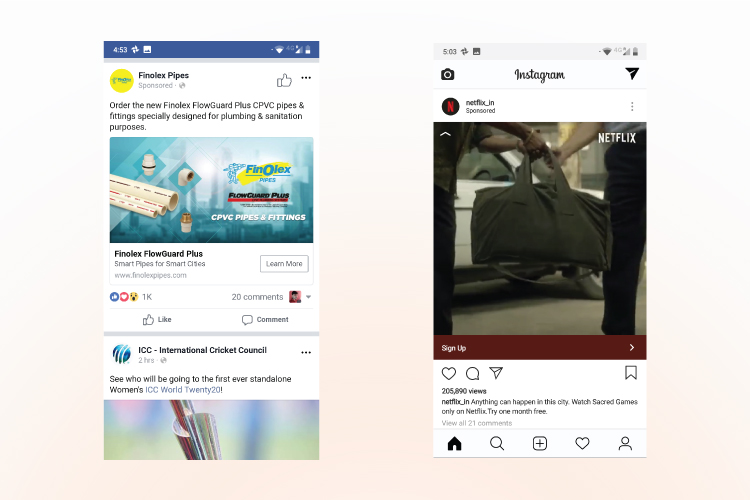 4:53
4G
Finolex Pipes
Sponsored ·
Order the new Finolex FlowGuard Plus CPVC pipes &
fittings specially designed for plumbing & sanitation
purposes.
FinOlex
PIPES
FLOWGUARD PLUS
CPVC PIPES & FITTINGS
Finolex FlowGuard Plus
Smart Pipes for Smart Cities
www.finolexpipes.com
Learn More
1K
20 comments
Like
Comment
ICC - International Cricket Council
2 hrs ·
See who will be going to the first ever standalone
Women's ICC World Twenty20!
5:03
4G
Instagram
netflix_in
Sponsored
NETFLIX
Sign Up
205,890 views
netflix_in Anything can happen in this city. Watch Sacred Games
only on Netflix.Try one month free.
View all 21 comments